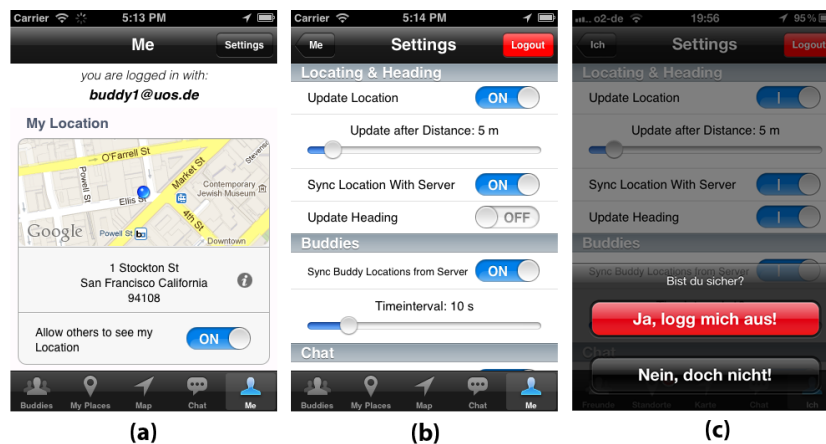 Carrier 5:13 PM
Me
Settings
you are logged in with:
buddy1@uos.de
My Location
O'Farrell St
Stevenson
Powell St
Market St
Contemporary
Jewish Museum
Ellis St
4th St
Google
Powell St
Downtown
1 Stockton St
San Francisco California
94108
Allow others to see my
Location
ON
Buddies My Places Map Chat Me
(a)
Carrier 5:14 PM
Me
Settings
Logout
Locating & Heading
Update Location ON
Update after Distance: 5 m
Sync Location With Server ON
Update Heading OFF
Buddies
Sync Buddy Locations from Server ON
Timeinterval: 10 s
Chat
Buddies My Places Map Chat Me
(b)
o2-de 19:56 95%
Ich
Settings
Logout
Locating & Heading
Update Location
Update after Distance: 5 m
Sync Location With Server
Update Heading
Buddies
Sync Buddy Locations from Server
Bist du sicher?
Ja, logg mich aus!
Chat
Nein, doch nicht!
Freunde Standorte Karte Chat Ich
(c)